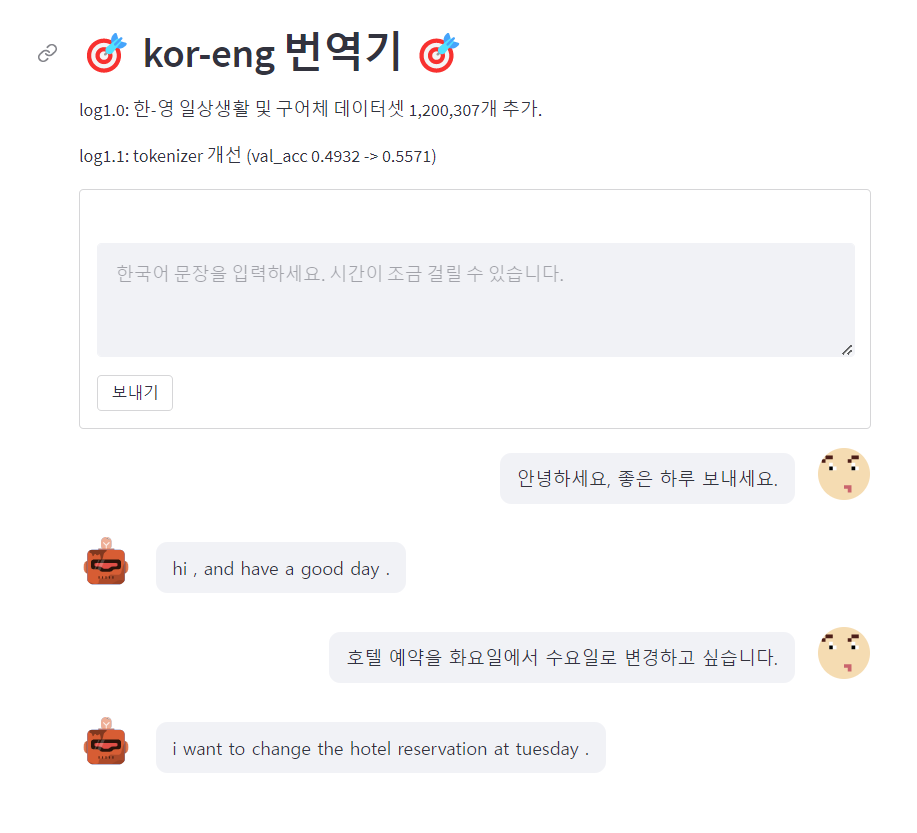 kor-eng 번역기
log1.0: 한-영 일상생활 및 구어체 데이터셋 1,200,307개 추가.
log1.1: tokenizer 개선 (val_acc 0.4932 -> 0.5571)
한국어 문장을 입력하세요. 시간이 조금 걸릴 수 있습니다.
보내기
안녕하세요, 좋은 하루 보내세요.
hi , and have a good day .
호텔 예약을 화요일에서 수요일로 변경하고 싶습니다.
i want to change the hotel reservation at tuesday .